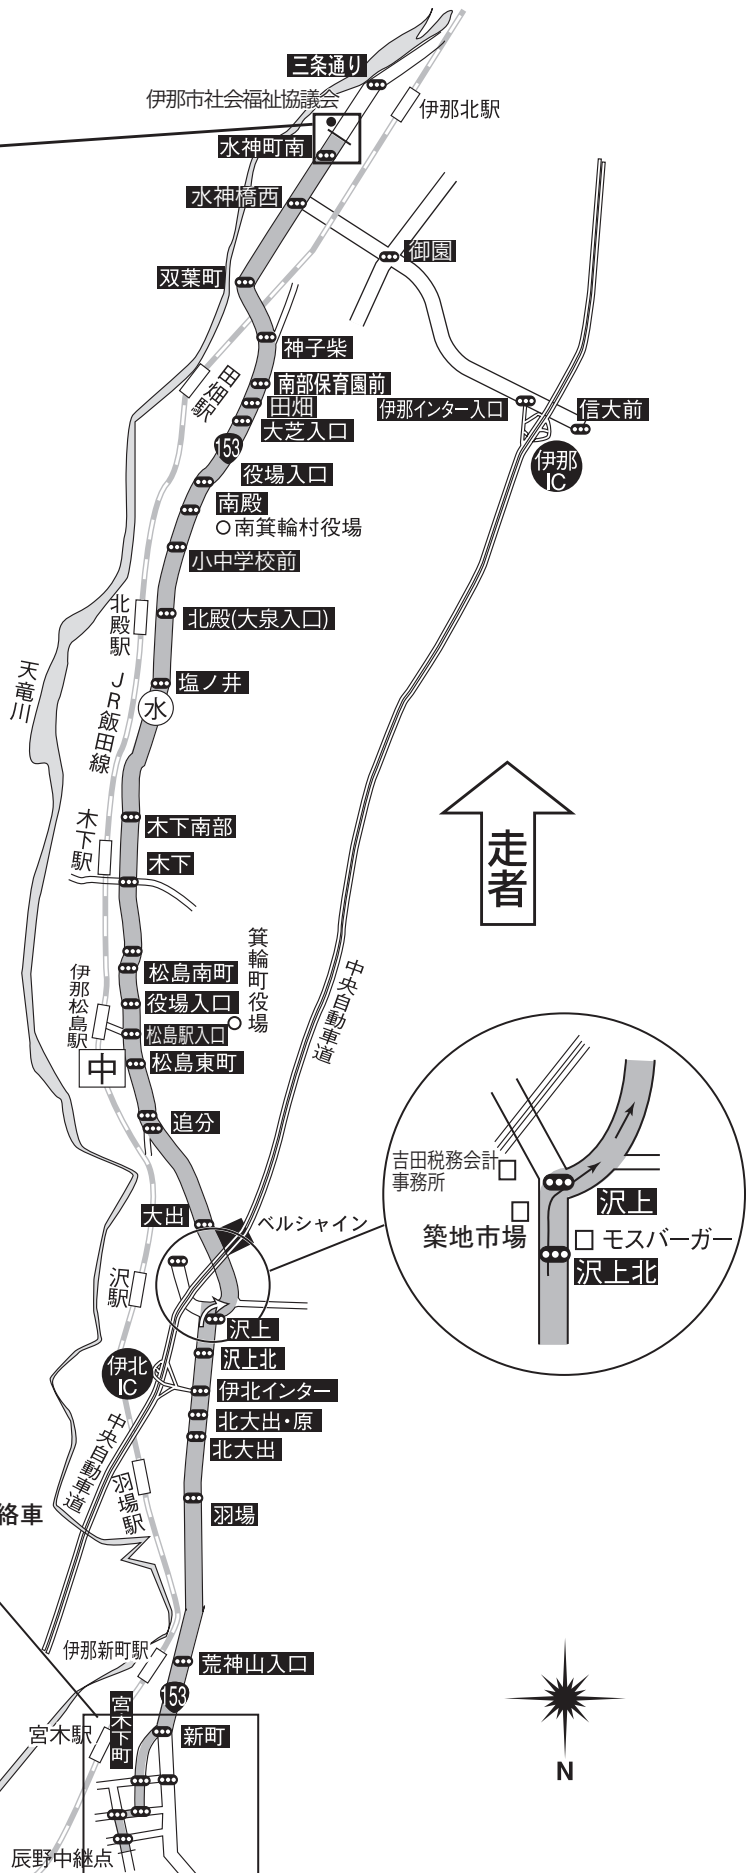 三条通り
伊那市社会福祉協議会
伊那北駅
水神町南
水神橋西
御園
双葉町
神子柴
田畑駅
南部保育園前
田畑
伊那インター入口
信大前
大芝入口
153
伊那
IC
役場入口
南殿
南箕輪村役場
小中学校前
北殿駅
北殿(大泉入口)
天竜川
塩ノ井
JR飯田線
水
木下駅
木下南部
走者
木下
箕輪町役場
中央自動車道
伊那松島駅
松島南町
役場入口
松島駅入口
中
松島東町
追分
吉田税務会計
事務所
沢上
大出
ベルシャイン
築地市場
モスバーガー
沢上北
沢駅
沢上
沢上北
伊北
IC
伊北インター
北大出・原
中央自動車道
北大出
羽場駅
絡車
羽場
伊那新町駅
荒神山入口
153
宮木駅
宮木下町
新町
N
辰野中継点